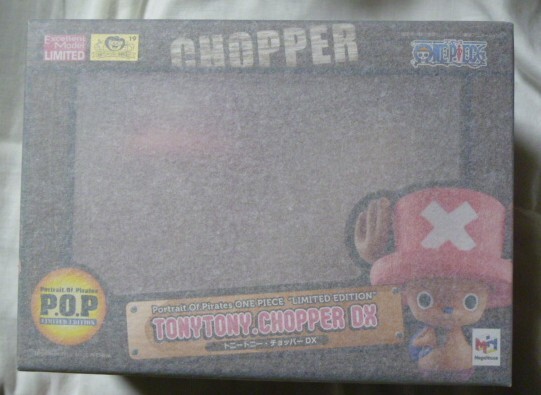 Excellent
Model
LIMITED
CHOPPER
ONE PIECE
Portrait Of Pirates
P.O.P
LIMITED EDITION
Portrait Of Pirates ONE PIECE "LIMITED EDITION"
TONYTONY.CHOPPER DX
トニートニー・チョッパー DX
MegaHouse